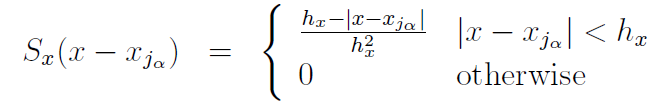 S_x(x − x_{j_α}) = { (h_x−|x−x_{j_α}|)/h_x^2   |x − x_{j_α}| < h_x
0   otherwise